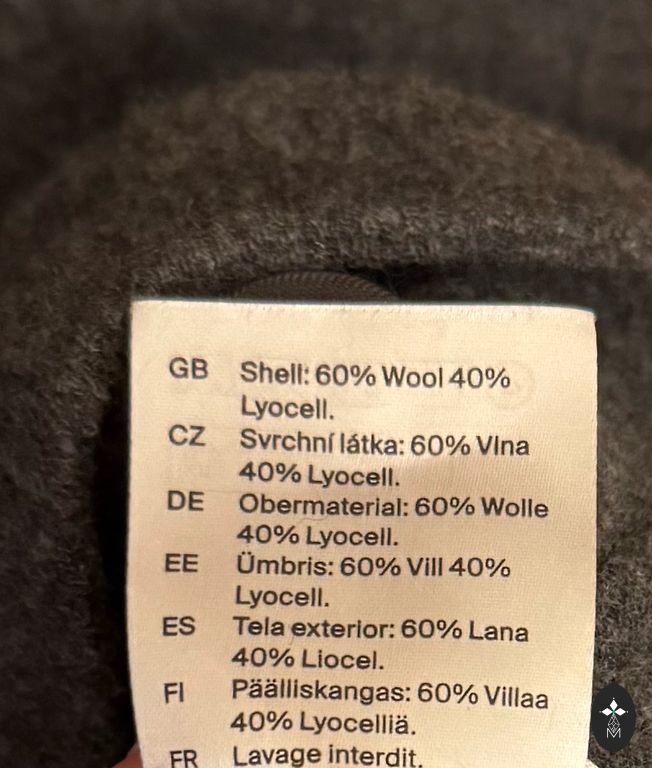 GB Shell: 60% Wool 40%
Lyocell.
CZ Svrchní látka: 60% Vlna
40% Lyocell.
DE Obermaterial: 60% Wolle
40% Lyocell.
EE Ümbris: 60% Vill 40%
Lyocell.
ES Tela exterior: 60% Lana
40% Liocel.
FI Päälliskangas: 60% Villaa
40% Lyocelliä.
FR Lavage interdit.
M